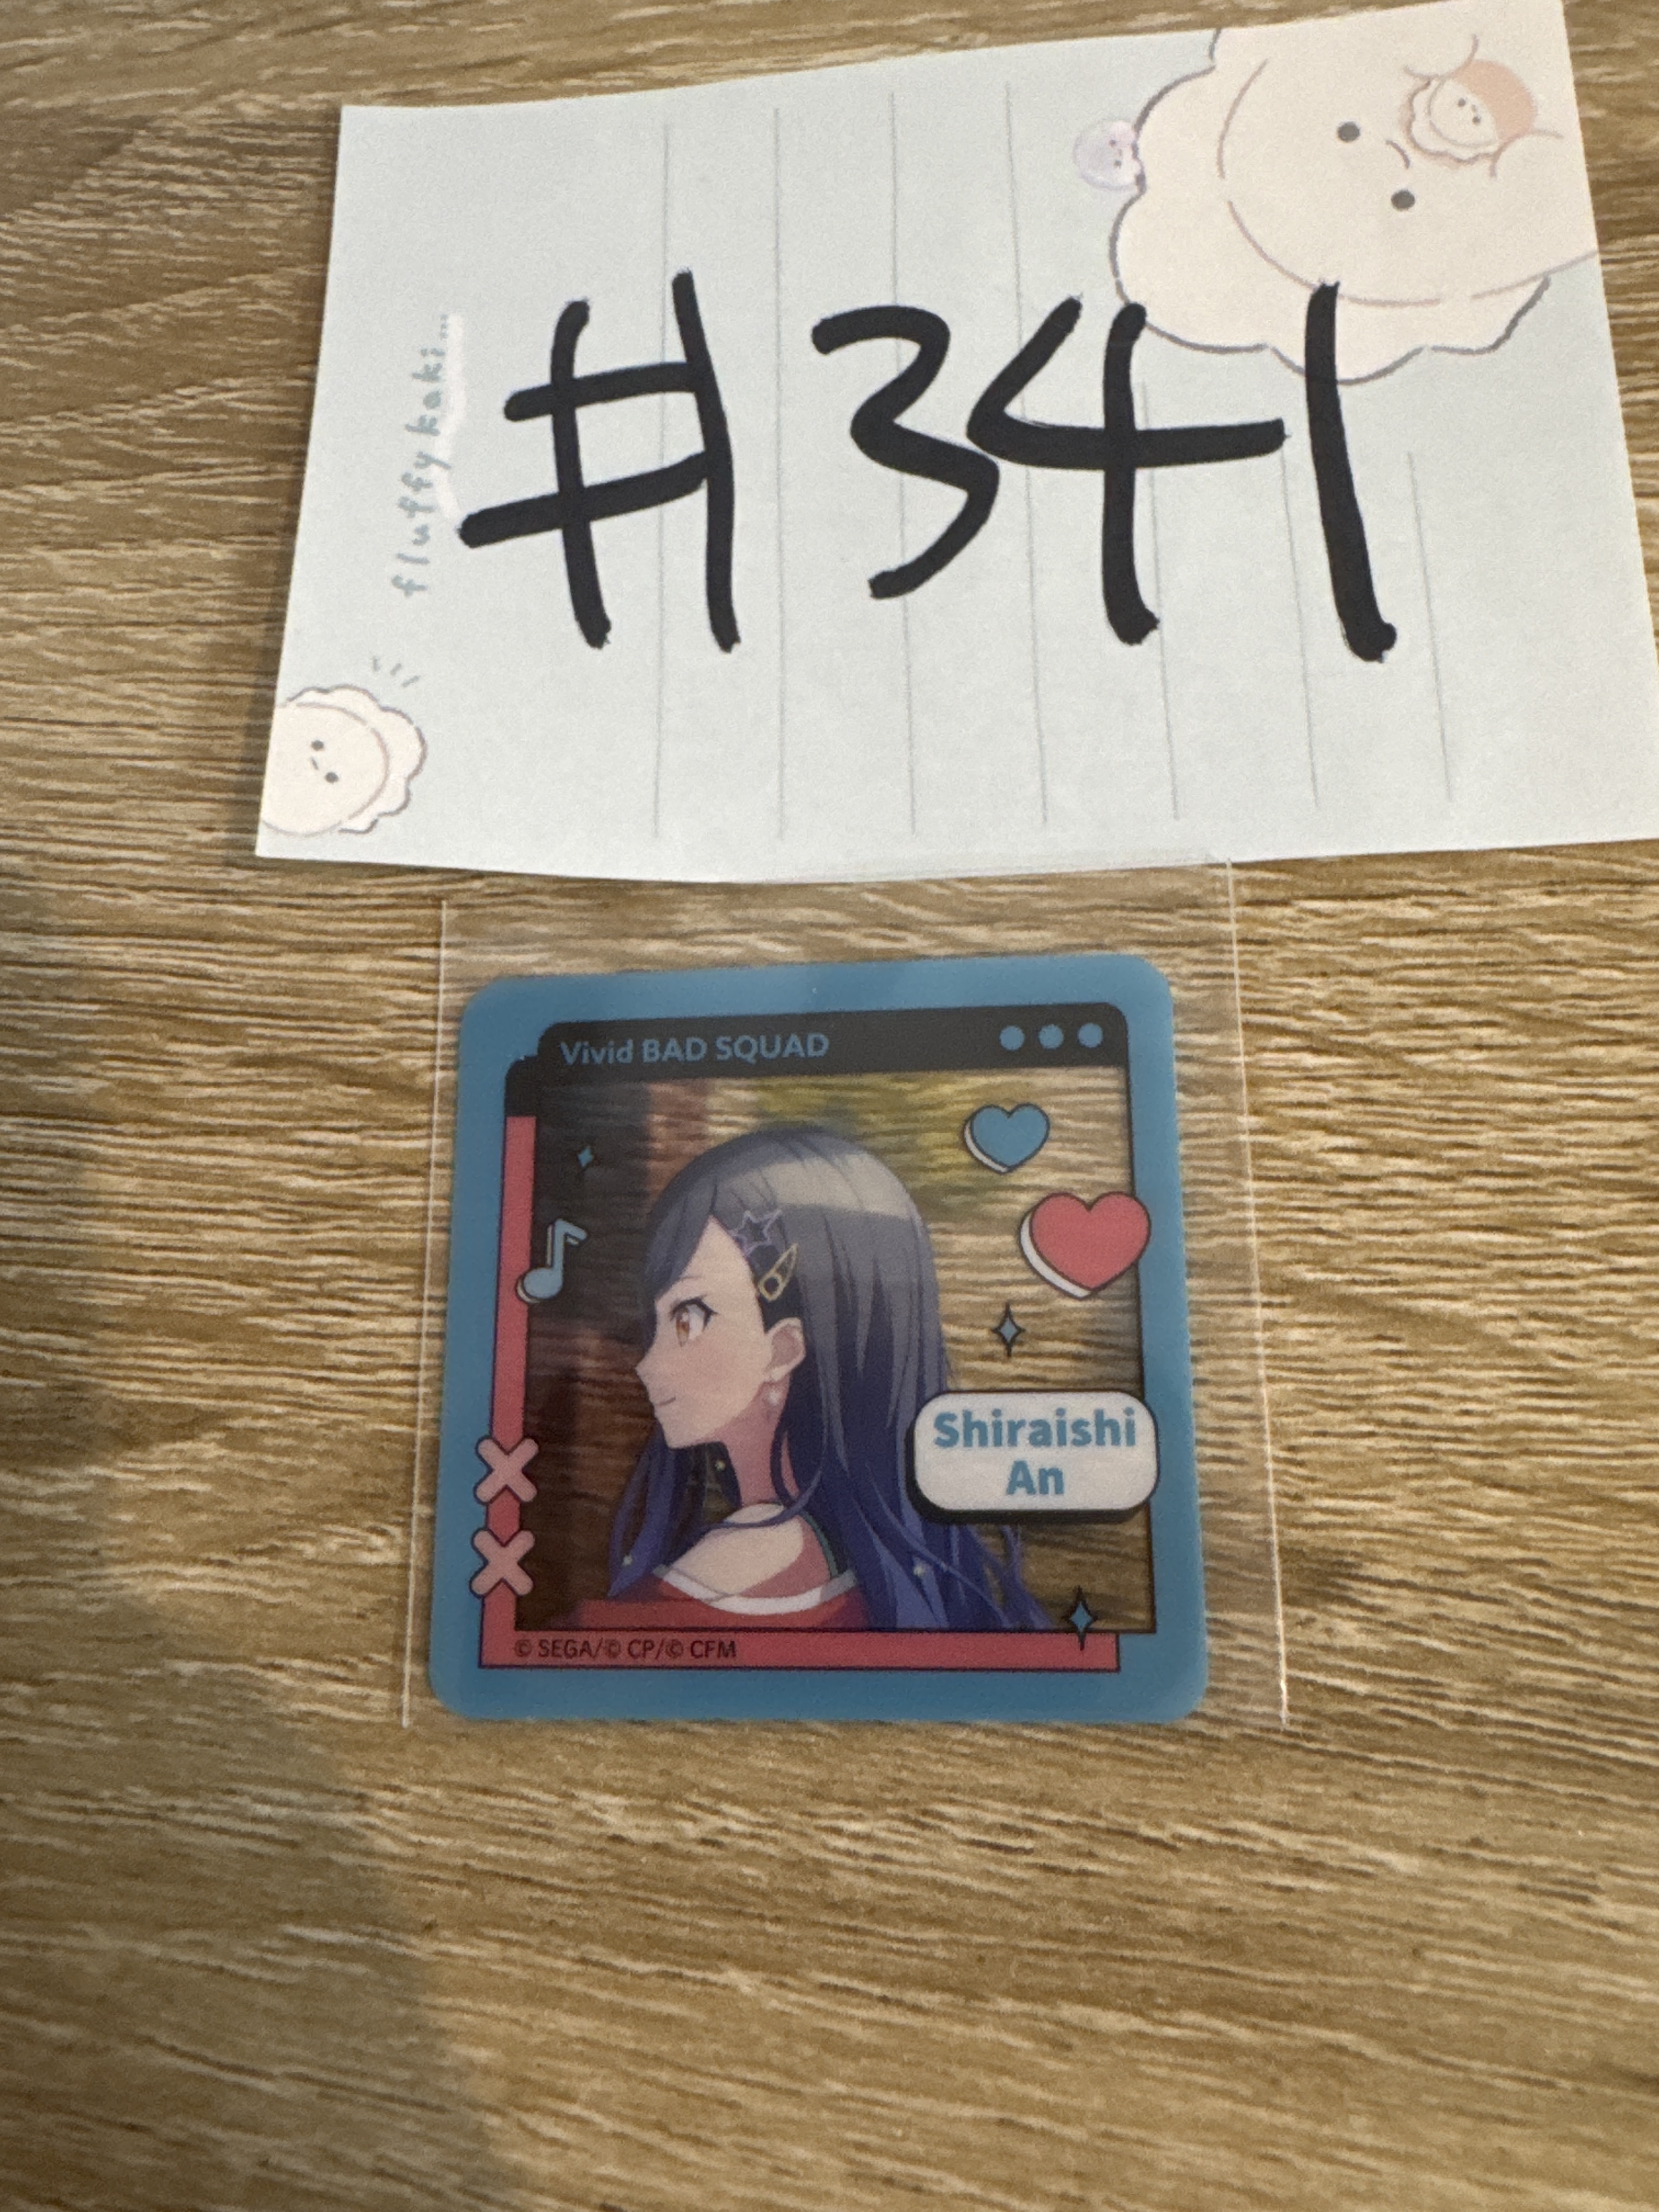 #341
fluffy kaki...
Vivid BAD SQUAD
Shiraishi
An
© SEGA/© CP/© CFM